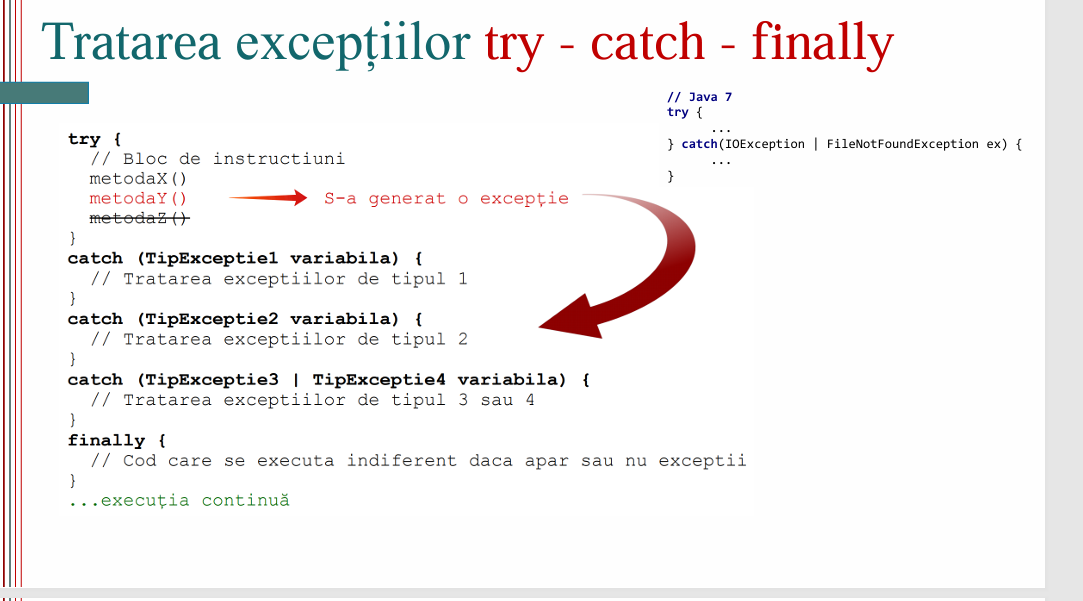 Tratarea excepțiilor try - catch - finally
// Java 7
try {
...
} catch(IOException | FileNotFoundException ex) {
...
}
try {
// Bloc de instructiuni
metodaX()
metodaY() S-a generat o excepție
metodaZ()
}
catch (TipExceptie1 variabila) {
// Tratarea exceptiilor de tipul 1
}
catch (TipExceptie2 variabila) {
// Tratarea exceptiilor de tipul 2
}
catch (TipExceptie3 | TipExceptie4 variabila) {
// Tratarea exceptiilor de tipul 3 sau 4
}
finally {
// Cod care se executa indiferent daca apar sau nu exceptii
}
...execuția continuă